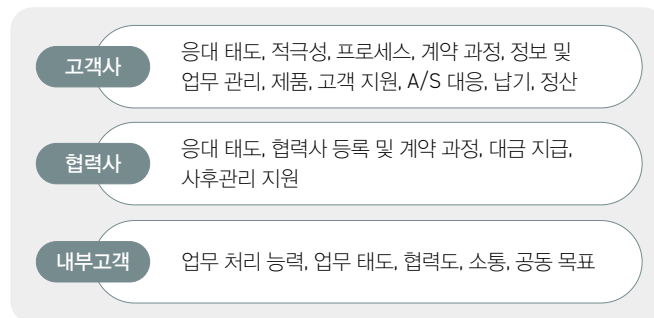 고객사
응대 태도, 적극성, 프로세스, 계약 과정, 정보 및
업무 관리, 제품, 고객 지원, A/S 대응, 납기, 정산
협력사
응대 태도, 협력사 등록 및 계약 과정, 대금 지급,
사후관리 지원
내부고객
업무 처리 능력, 업무 태도, 협력도, 소통, 공동 목표